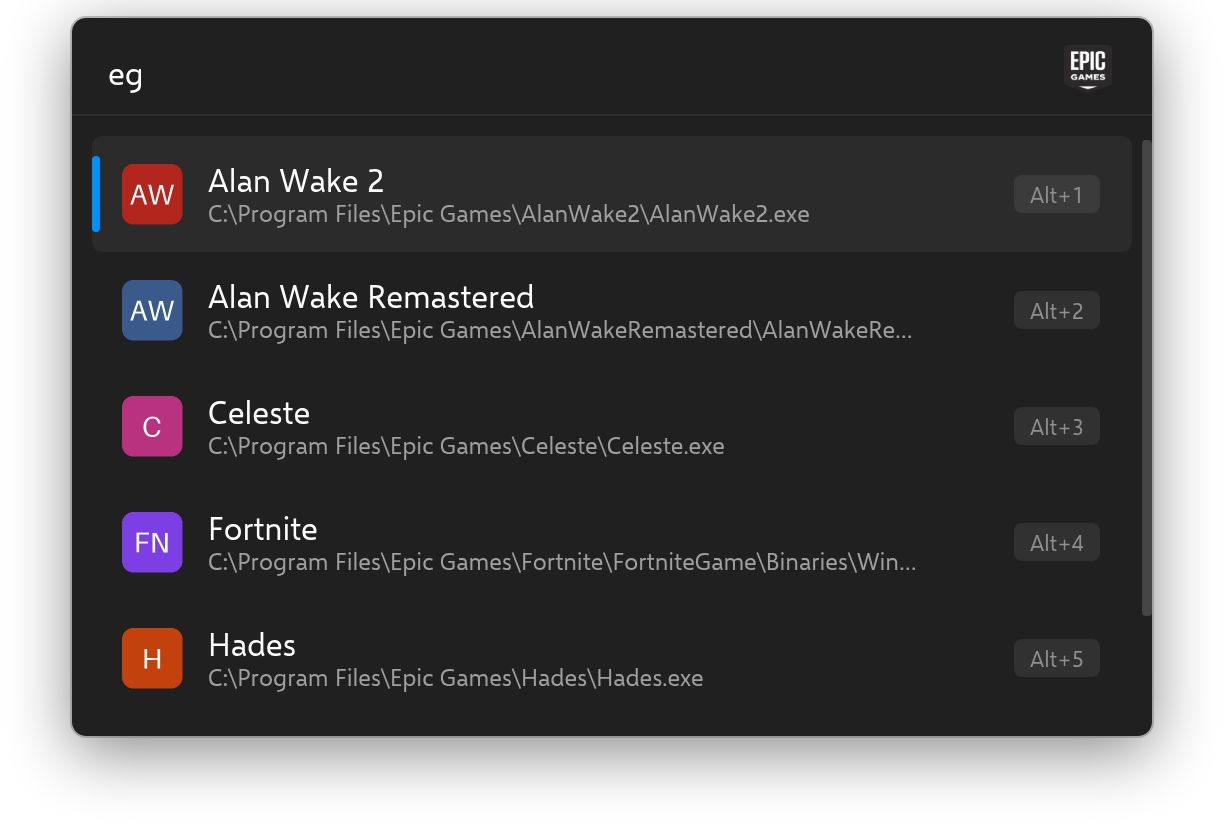 eg
EPIC
GAMES
AW
Alan Wake 2
C:\Program Files\Epic Games\AlanWake2\AlanWake2.exe
Alt+1
AW
Alan Wake Remastered
C:\Program Files\Epic Games\AlanWakeRemastered\AlanWakeRe...
Alt+2
C
Celeste
C:\Program Files\Epic Games\Celeste\Celeste.exe
Alt+3
FN
Fortnite
C:\Program Files\Epic Games\Fortnite\FortniteGame\Binaries\Win...
Alt+4
H
Hades
C:\Program Files\Epic Games\Hades\Hades.exe
Alt+5